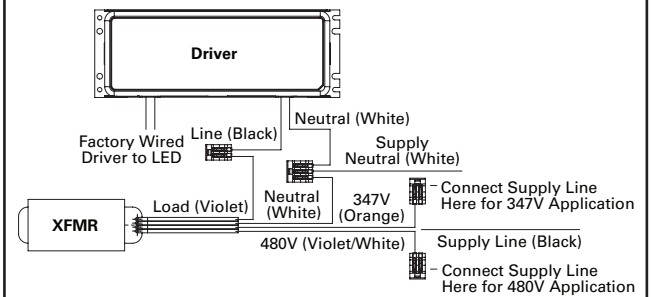 Driver
Neutral (White)
Factory Wired
Driver to LED
Line (Black)
Supply
Neutral (White)
Neutral
(White)
347V
(Orange)
Connect Supply Line
Here for 347V Application
Load (Violet)
XFMR
480V (Violet/White)
Supply Line (Black)
Connect Supply Line
Here for 480V Application